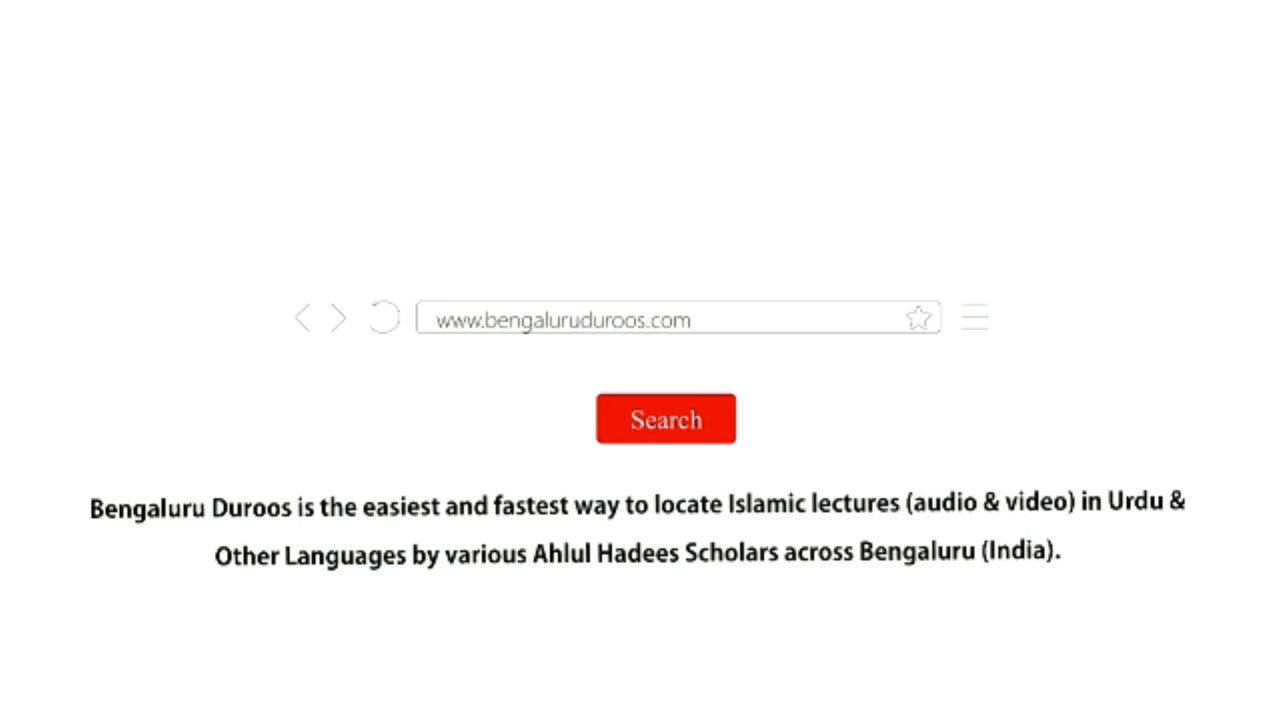 www.bengaluruduroos.com
Search
Bengaluru Duroos is the easiest and fastest way to locate Islamic lectures (audio & video) in Urdu &
Other Languages by various Ahlul Hadees Scholars across Bengaluru (India).